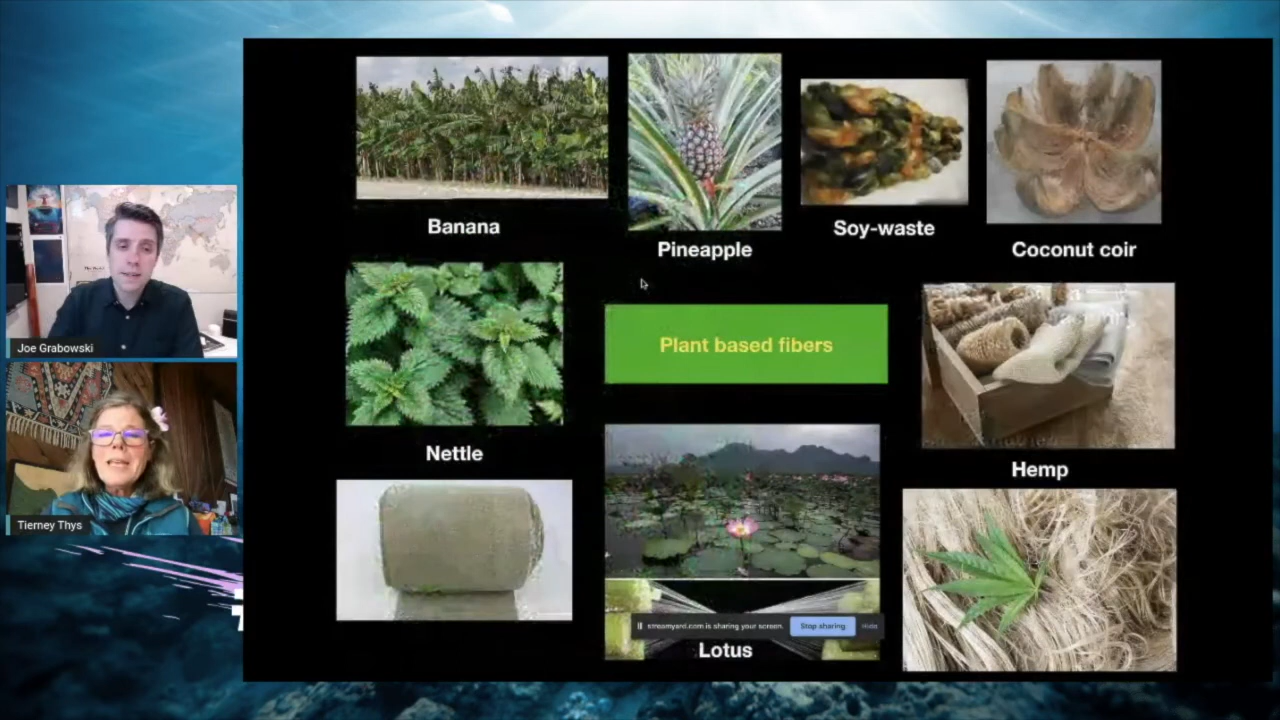 Banana
Pineapple
Soy-waste
Coconut coir
Joe Grabowski
Plant based fibers
Nettle
Hemp
Tierney Thys
streamyard.com is sharing your screen.
Stop sharing
Hide
Lotus